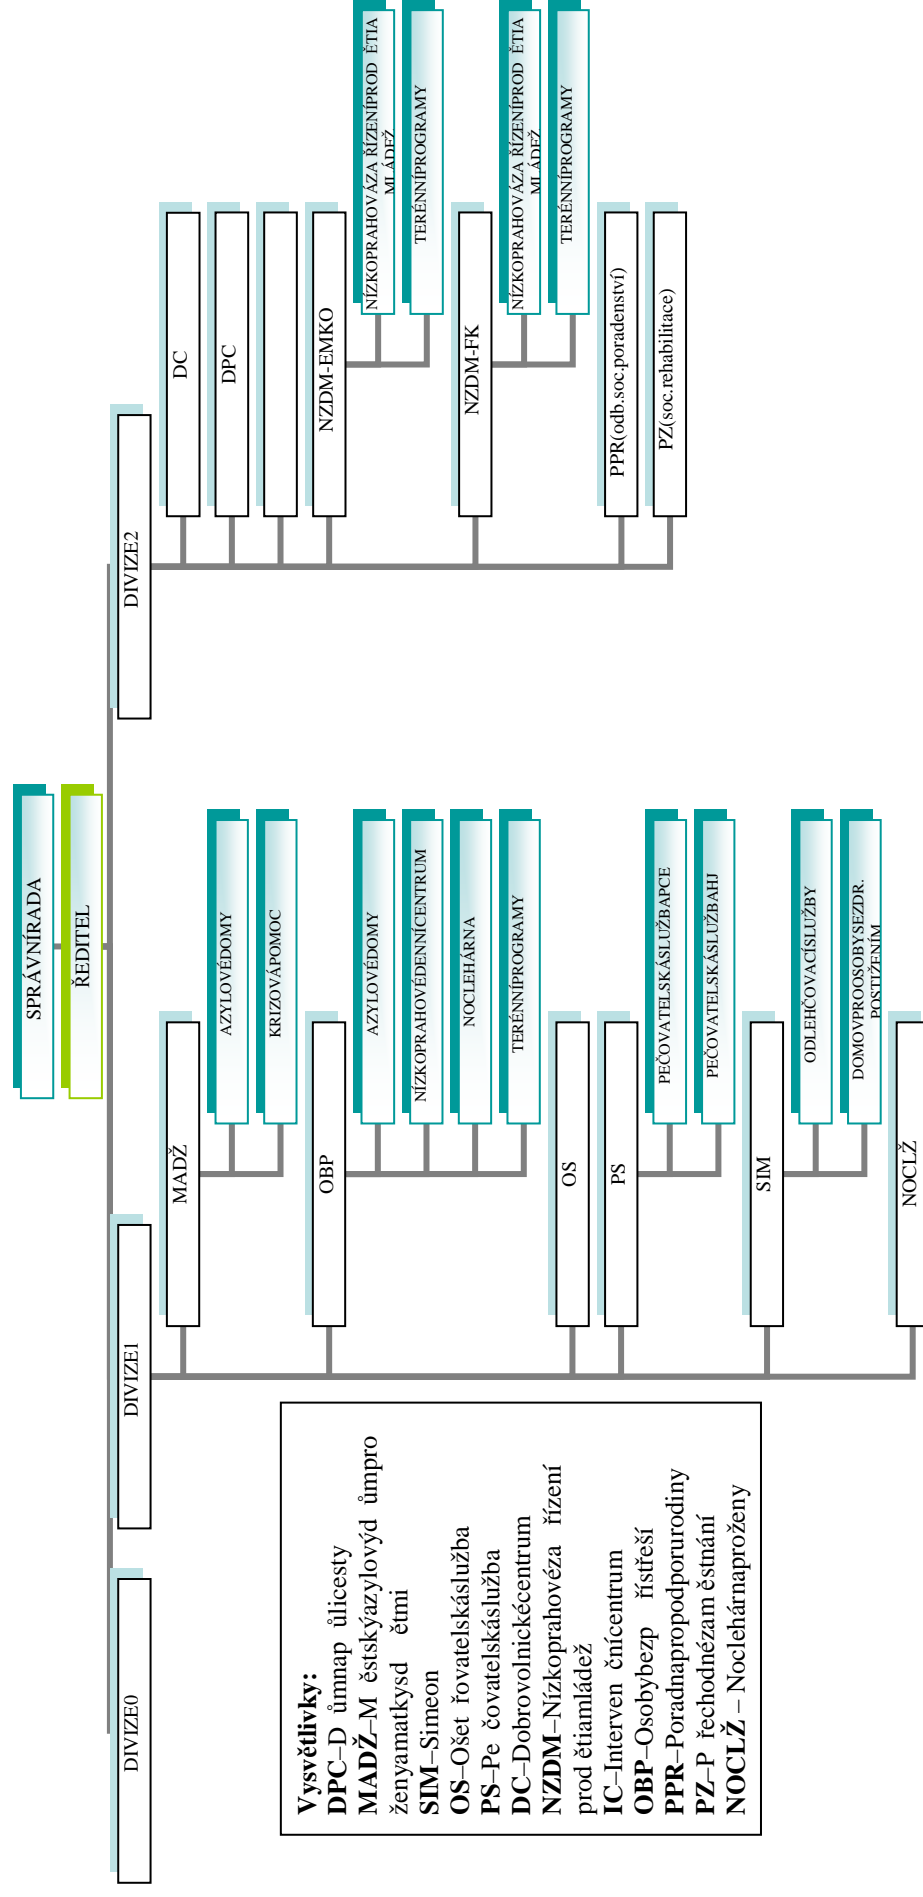 SPRÁVNÍRADA
ŘEDITEL
DIVIZE0
DIVIZE1
MADŽ
AZYLOVÉDOMY
KRIZOVÁPOMOC
OBP
AZYLOVÉDOMY
NÍZKOPRAHOVÉDENNÍCENTRUM
NOCLEHÁRNA
TERÉNNÍPROGRAMY
OS
PS
PEČOVATELSKÁSLUŽBAPCE
PEČOVATELSKÁSLUŽBAHJ
SIM
ODLEHČOVACÍSLUŽBY
DOMOVPROOSOBYSEZDR.
POSTIŽENÍM
NOCLŽ
DIVIZE2
DC
DPC
NZDM-EMKO
NÍZKOPRAHOVÁZA ŘÍZENÍPROD ĚTIA
MLÁDEŽ
TERÉNNÍPROGRAMY
NZDM-FK
NÍZKOPRAHOVÁZA ŘÍZENÍPROD ĚTIA
MLÁDEŽ
TERÉNNÍPROGRAMY
PPR(odb.soc.poradenství)
PZ(soc.rehabilitace)
Vysvětlivky:
DPC–D ůmnap ůlicesty
MADŽ–M ěstskýazylovýd ůmpro
ženyamatkysd ětmi
SIM–Simeon
OS–Ošet řovatelskáslužba
PS–Pe čovatelskáslužba
DC–Dobrovolnickécentrum
NZDM–Nízkoprahovéza řízení
prod ětiamládež
IC–Interven čnícentrum
OBP–Osobybezp řístřeší
PPR–Poradnapropodporurodiny
PZ–P řechodnézam ěstnání
NOCLŽ – Noclehárnaproženy